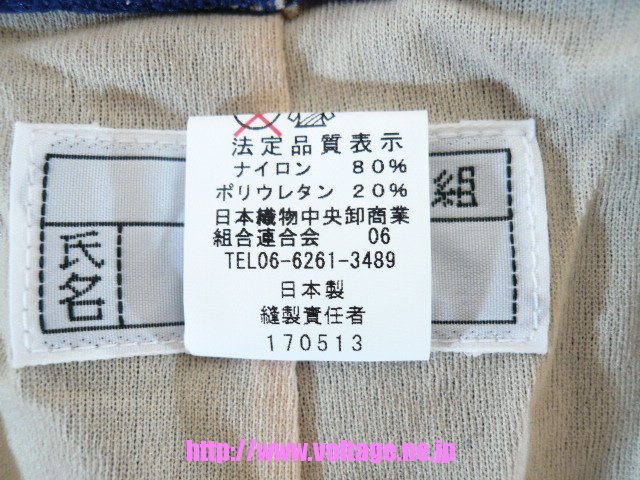 法定品質表示
ナイロン 80%
ポリウレタン 20%
日本織物中央卸商業
組合連合会 06
TEL06-6261-3489
日本製
縫製責任者
170513
組
氏名
http://www.voltage.ne.jp